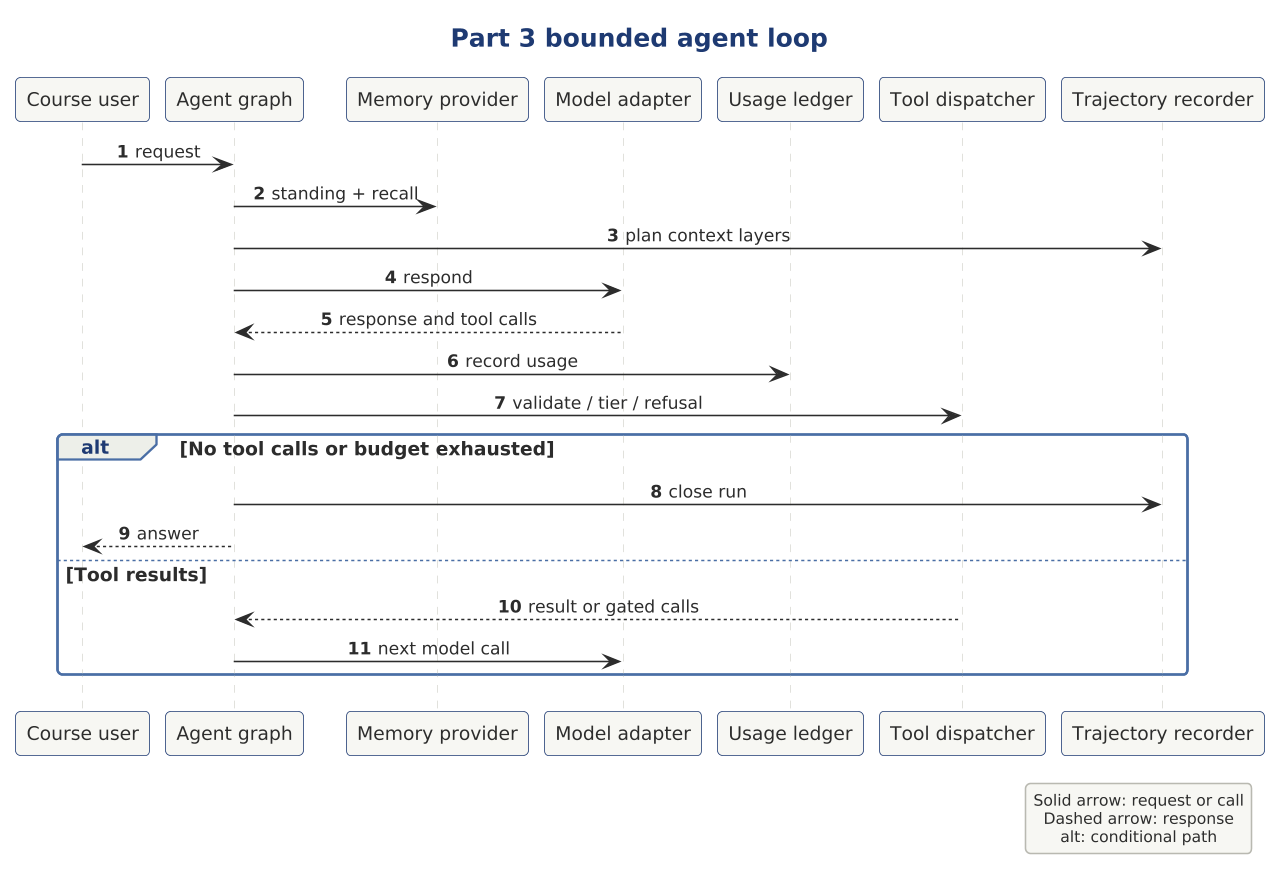 Part 3 bounded agent loop
Course user
Agent graph
Memory provider
Model adapter
Usage ledger
Tool dispatcher
Trajectory recorder
1 request
2 standing + recall
3 plan context layers
4 respond
5 response and tool calls
6 record usage
7 validate / tier / refusal
alt
[No tool calls or budget exhausted]
8 close run
9 answer
[Tool results]
10 result or gated calls
11 next model call
Course user
Agent graph
Memory provider
Model adapter
Usage ledger
Tool dispatcher
Trajectory recorder
Solid arrow: request or call
Dashed arrow: response
alt: conditional path